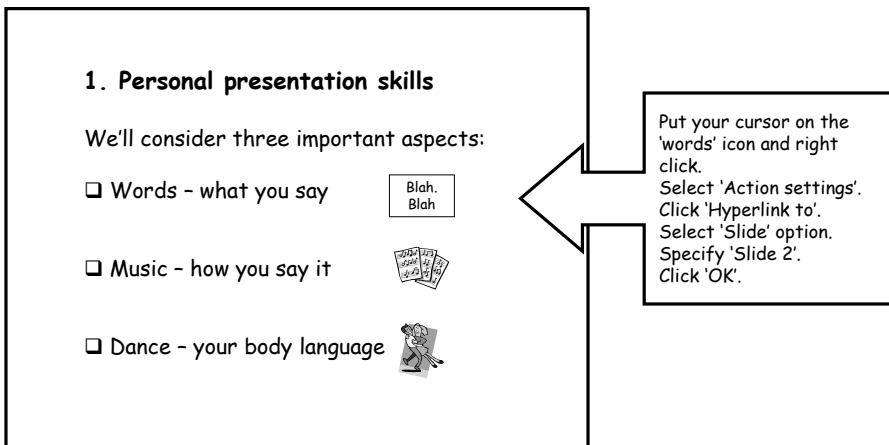 1. Personal presentation skills
We'll consider three important aspects:
❑ Words – what you say
Blah.
Blah
❑ Music – how you say it
❑ Dance – your body language
Put your cursor on the
‘words’ icon and right
click.
Select ‘Action settings’.
Click ‘Hyperlink to’.
Select ‘Slide’ option.
Specify ‘Slide 2’.
Click ‘OK’.